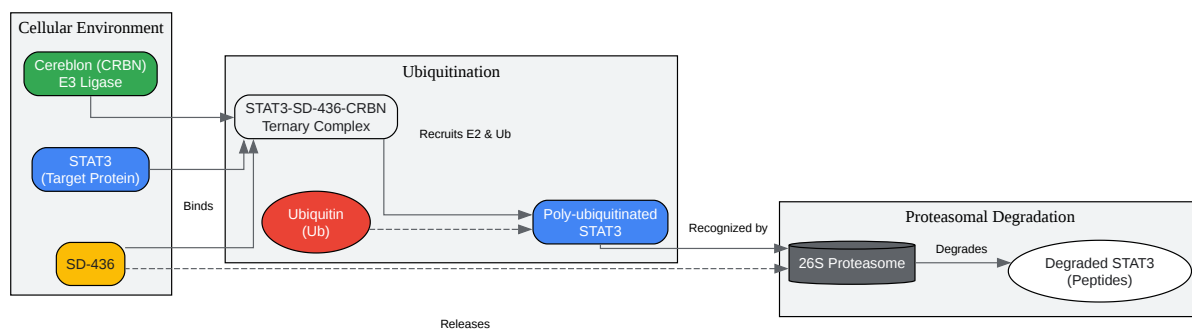 Cellular Environment
Cereblon (CRBN)
E3 Ligase
STAT3
(Target Protein)
SD-436
Binds
Ubiquitination
STAT3-SD-436-CRBN
Ternary Complex
Recruits E2 & Ub
Ubiquitin
(Ub)
Poly-ubiquitinated
STAT3
Recognized by
Proteasomal Degradation
26S Proteasome
Degrades
Degraded STAT3
(Peptides)
Releases